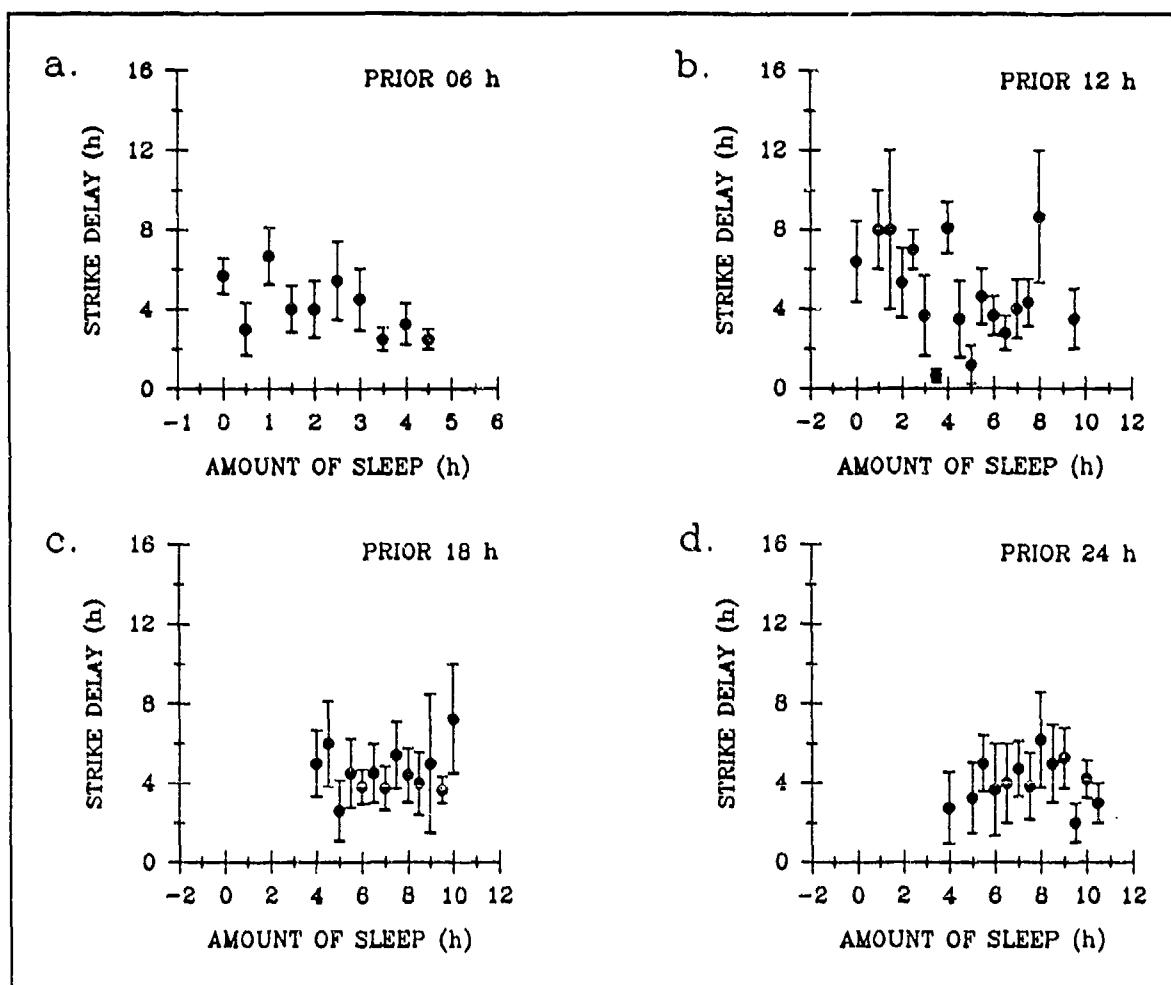 a.
PRIOR 06 h
STRIKE DELAY (h)
16
12
8
4
0
-1 0 1 2 3 4 5 6
AMOUNT OF SLEEP (h)
b.
PRIOR 12 h
STRIKE DELAY (h)
16
12
8
4
0
-2 0 2 4 6 8 10 12
AMOUNT OF SLEEP (h)
c.
PRIOR 18 h
STRIKE DELAY (h)
16
12
8
4
0
-2 0 2 4 6 8 10 12
AMOUNT OF SLEEP (h)
d.
PRIOR 24 h
STRIKE DELAY (h)
16
12
8
4
0
-2 0 2 4 6 8 10 12
AMOUNT OF SLEEP (h)